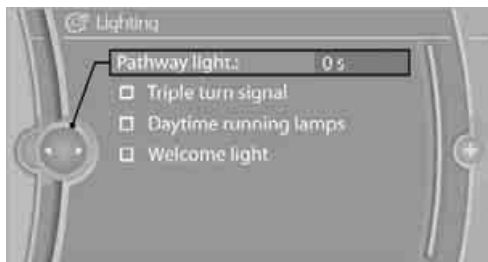 Lighting
Pathway light.: 0 s
Triple turn signal
Daytime running lamps
Welcome light